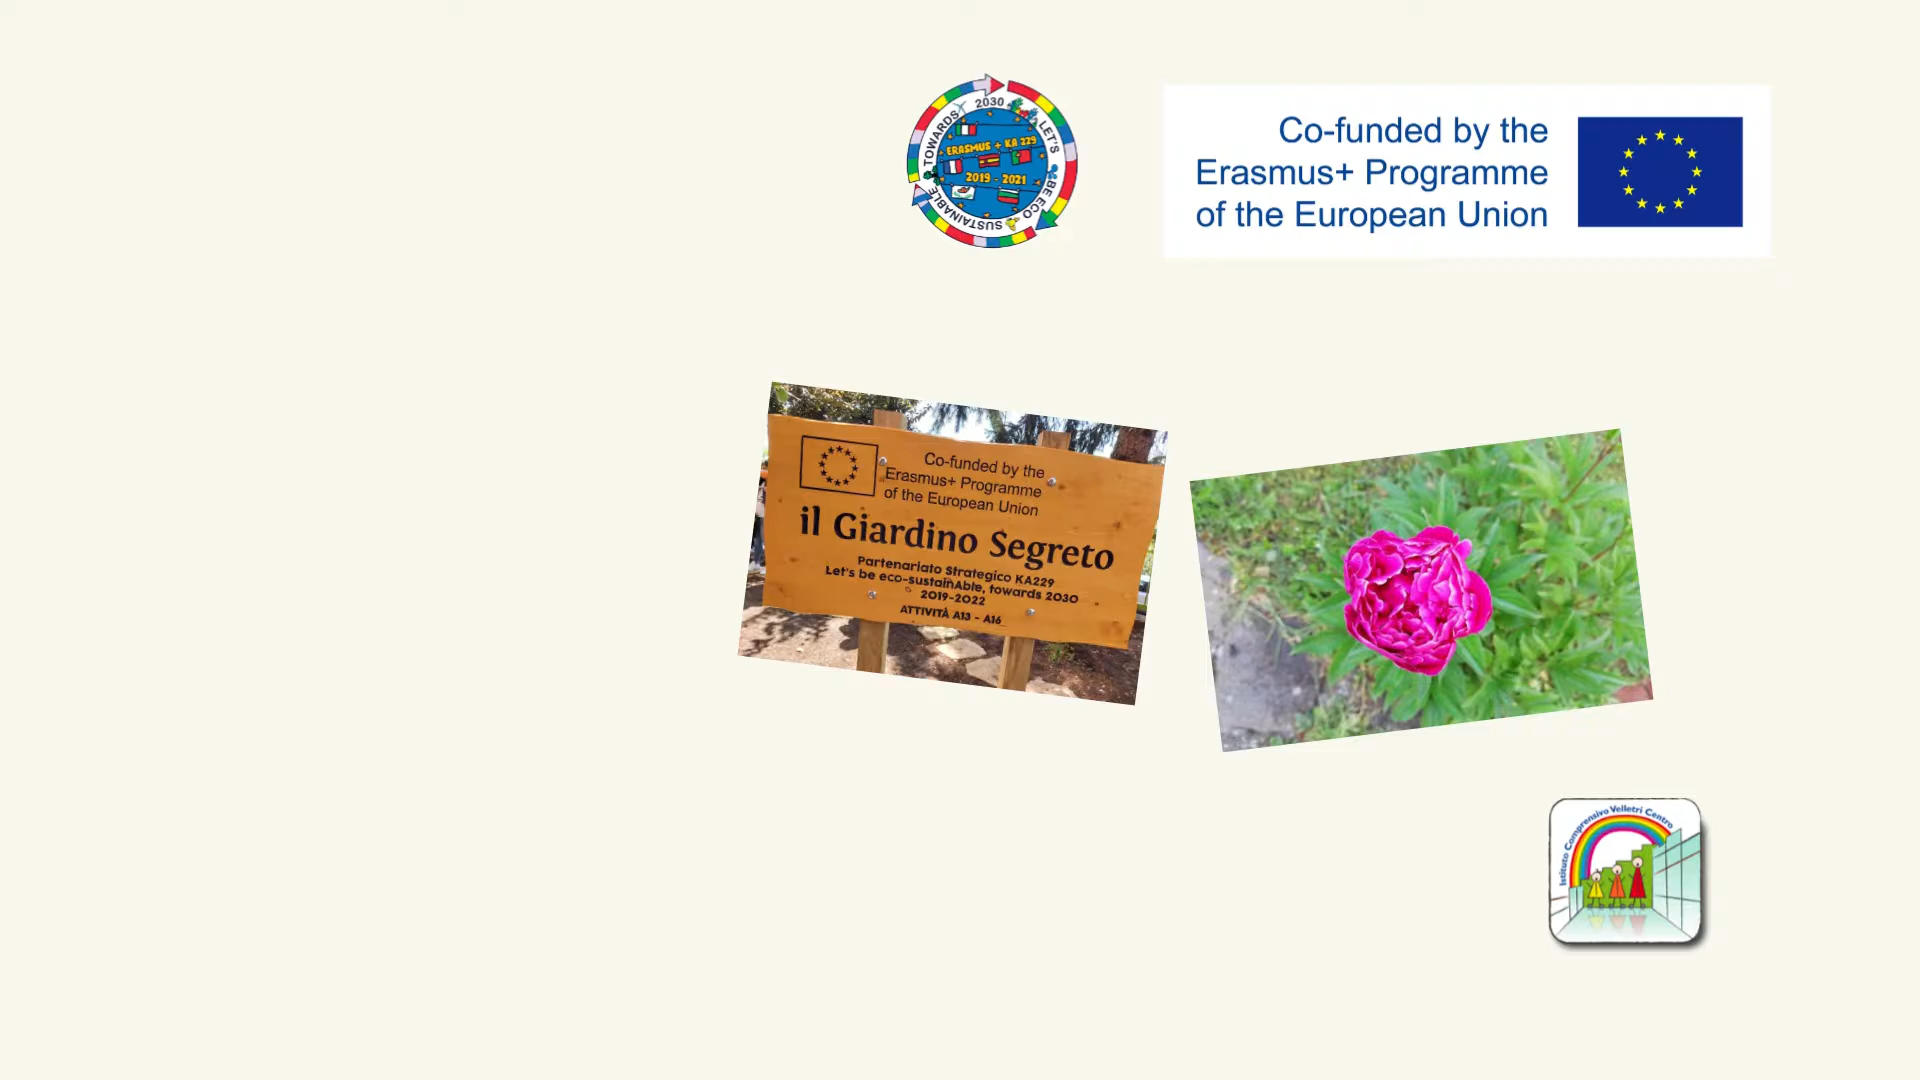 TOWARDS 2030 LET'S BE ECO SUSTAINABLE
ERASMUS + KA 229
2019 - 2021
Co-funded by the
Erasmus+ Programme
of the European Union
Co-funded by the
Erasmus+ Programme
of the European Union
il Giardino Segreto
Partenariato Strategico KA229
Let's be eco-sustainAble, towards 2030
2019-2022
ATTIVITÀ A13 - A16
Istituto Comprensivo Velletri Centro